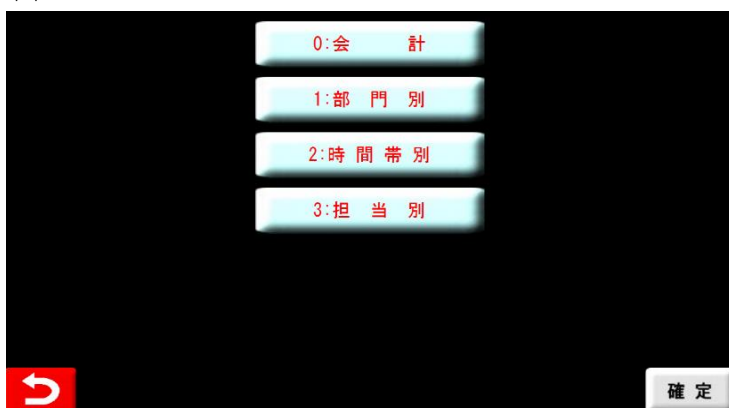 0:会 計
1:部 門 別
2:時 間 帯 別
3:担 当 別
確 定